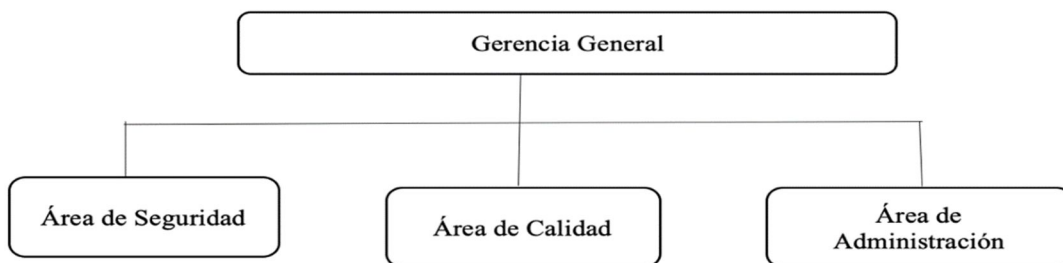 Gerencia General
Área de Seguridad
Área de Calidad
Área de
Administración